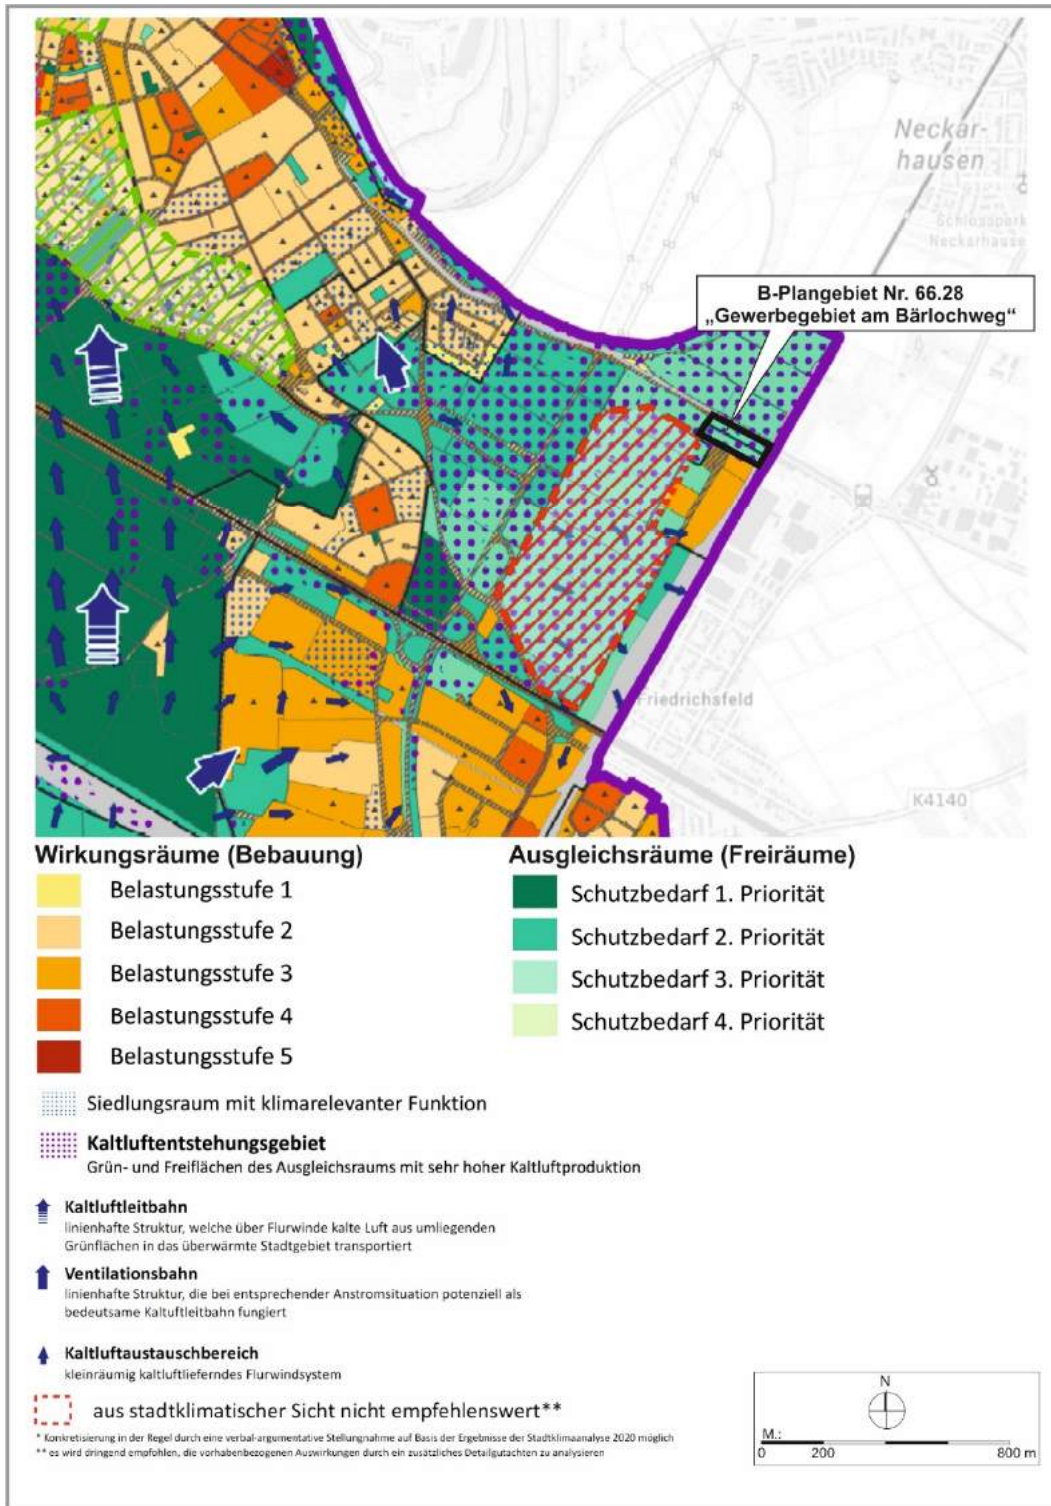 Neckar-
hausen
Schlosspark
Neckarhause
B-Plangebiet Nr. 66.28
„Gewerbegebiet am Bärlochweg“
Friedrichsfeld
K4140
Wirkungsräume (Bebauung)
Belastungsstufe 1
Belastungsstufe 2
Belastungsstufe 3
Belastungsstufe 4
Belastungsstufe 5
Ausgleichsräume (Freiräume)
Schutzbedarf 1. Priorität
Schutzbedarf 2. Priorität
Schutzbedarf 3. Priorität
Schutzbedarf 4. Priorität
Siedlungsraum mit klimarelevanter Funktion
Kaltluftentstehungsgebiet
Grün- und Freiflächen des Ausgleichsraums mit sehr hoher Kaltluftproduktion
Kaltluftleitbahn
linienhafte Struktur, welche über Flurwinde kalte Luft aus umliegenden
Grünflächen in das überwärmte Stadtgebiet transportiert
Ventilationsbahn
linienhafte Struktur, die bei entsprechender Anstromsituation potenziell als
bedeutsame Kaltuftleitbahn fungiert
Kaltluftaustauschbereich
kleinräumig kaltluftlieferndes Flurwindsystem
aus stadtklimatischer Sicht nicht empfehlenswert**
* Konkretisierung in der Regel durch eine verbal-argumentative Stellungnahme auf Basis der Ergebnisse der Stadtklimaanalyse 2020 möglich
** es wird dringend empfohlen, die vorhabenbezogenen Auswirkungen durch ein zusätzliches Detailgutachten zu analysieren
N
M.:
0 200 800 m